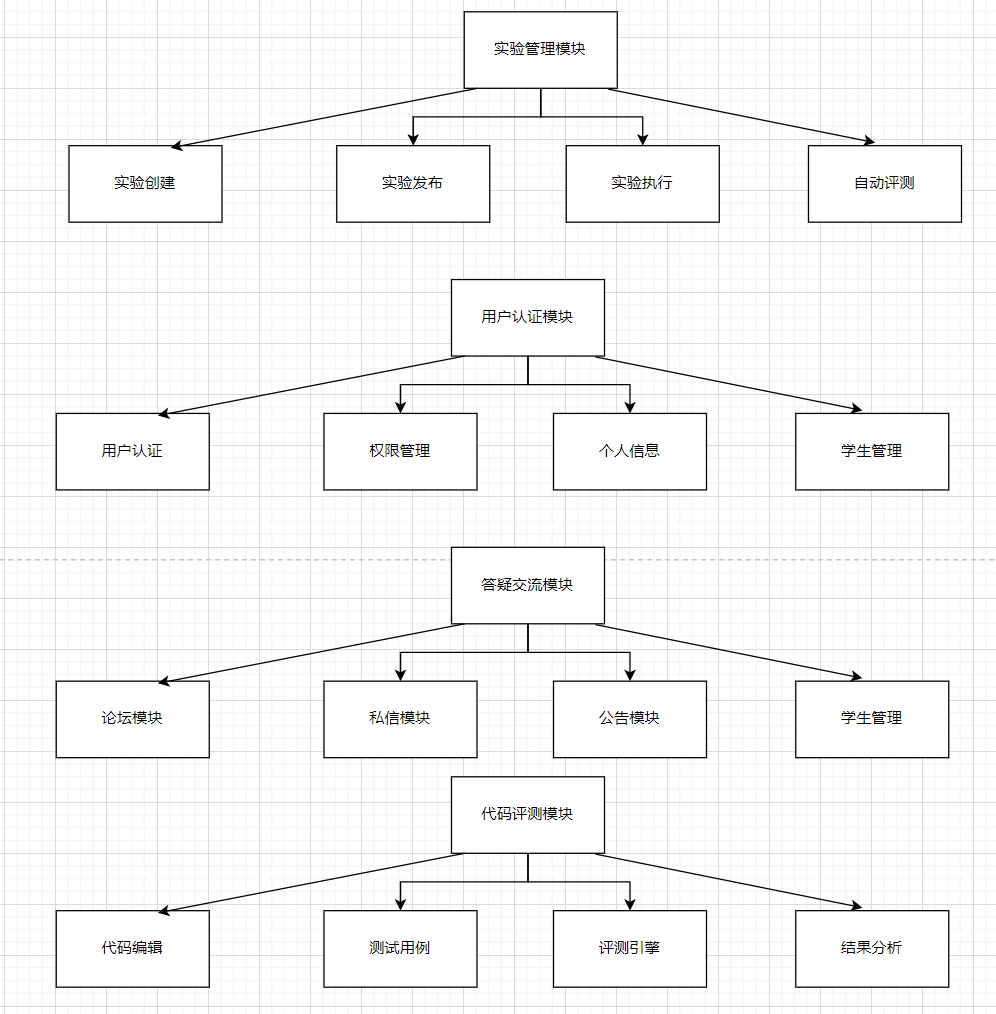 实验管理模块
实验创建
实验发布
实验执行
自动评测
用户认证模块
用户认证
权限管理
个人信息
学生管理
答疑交流模块
论坛模块
私信模块
公告模块
学生管理
代码评测模块
代码编辑
测试用例
评测引擎
结果分析